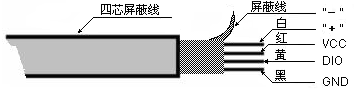 四芯屏蔽线
屏蔽线 "－"
白 "＋"
红 VCC
黄 DIO
黑 GND